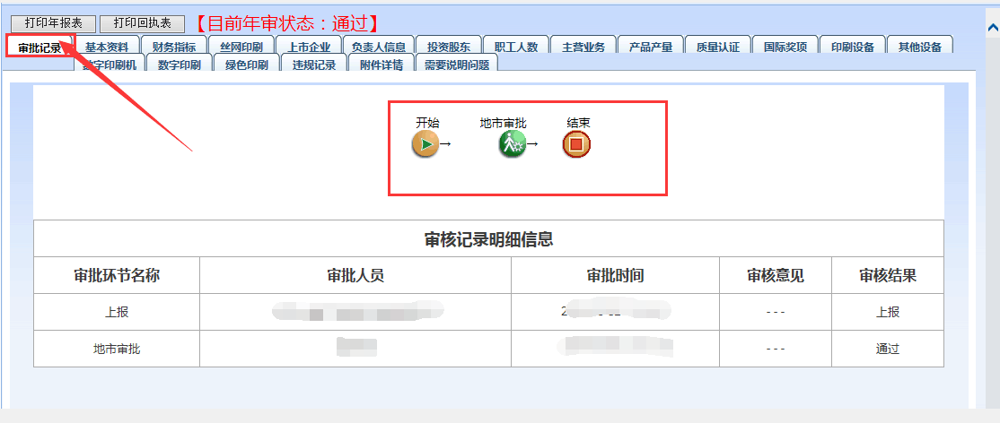 打印年报表 打印回执表 【目前年审状态：通过】
审批记录 基本资料 财务指标 丝网印刷 上市企业 负责人信息 投资股东 职工人数 主营业务 产品产量 质量认证 国际奖项 印刷设备 其他设备
数字印刷机 数字印刷 绿色印刷 违规记录 附件详情 需要说明问题
开始 地市审批 结束
审核记录明细信息
审批环节名称 审批人员 审批时间 审核意见 审核结果
上报 --- 上报
地市审批 --- 通过